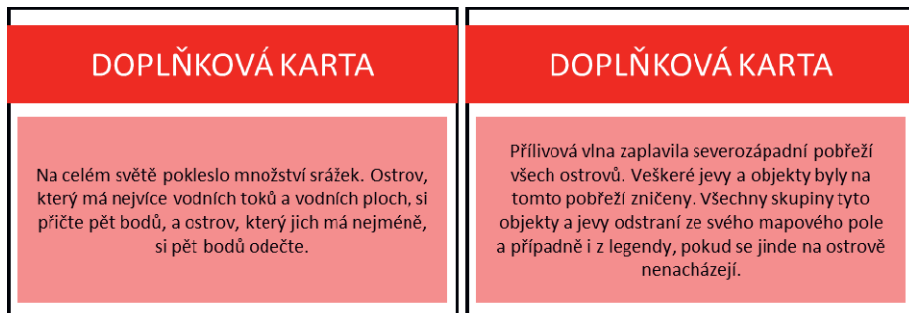 DOPLŇKOVÁ KARTA
Na celém světě pokleslo množství srážek. Ostrov,
který má nejvíce vodních toků a vodních ploch, si
přičte pět bodů, a ostrov, který jich má nejméně,
si pět bodů odečte.
DOPLŇKOVÁ KARTA
Přílivová vlna zaplavila severozápadní pobřeží
všech ostrovů. Veškeré jevy a objekty byly na
tomto pobřeží zničeny. Všechny skupiny tyto
objekty a jevy odstraní ze svého mapového pole
a případně i z legendy, pokud se jinde na ostrově
nenacházejí.